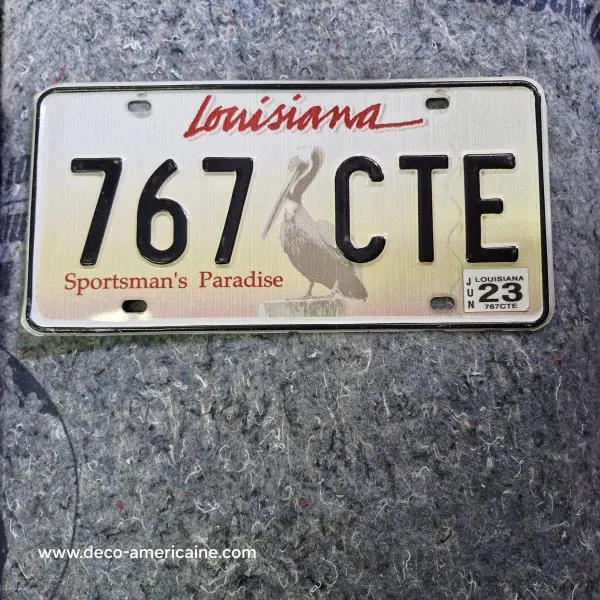 Louisiana
767 CTE
Sportsman's Paradise
JUN
LOUISIANA
23
767CTE
www.deco-americaine.com